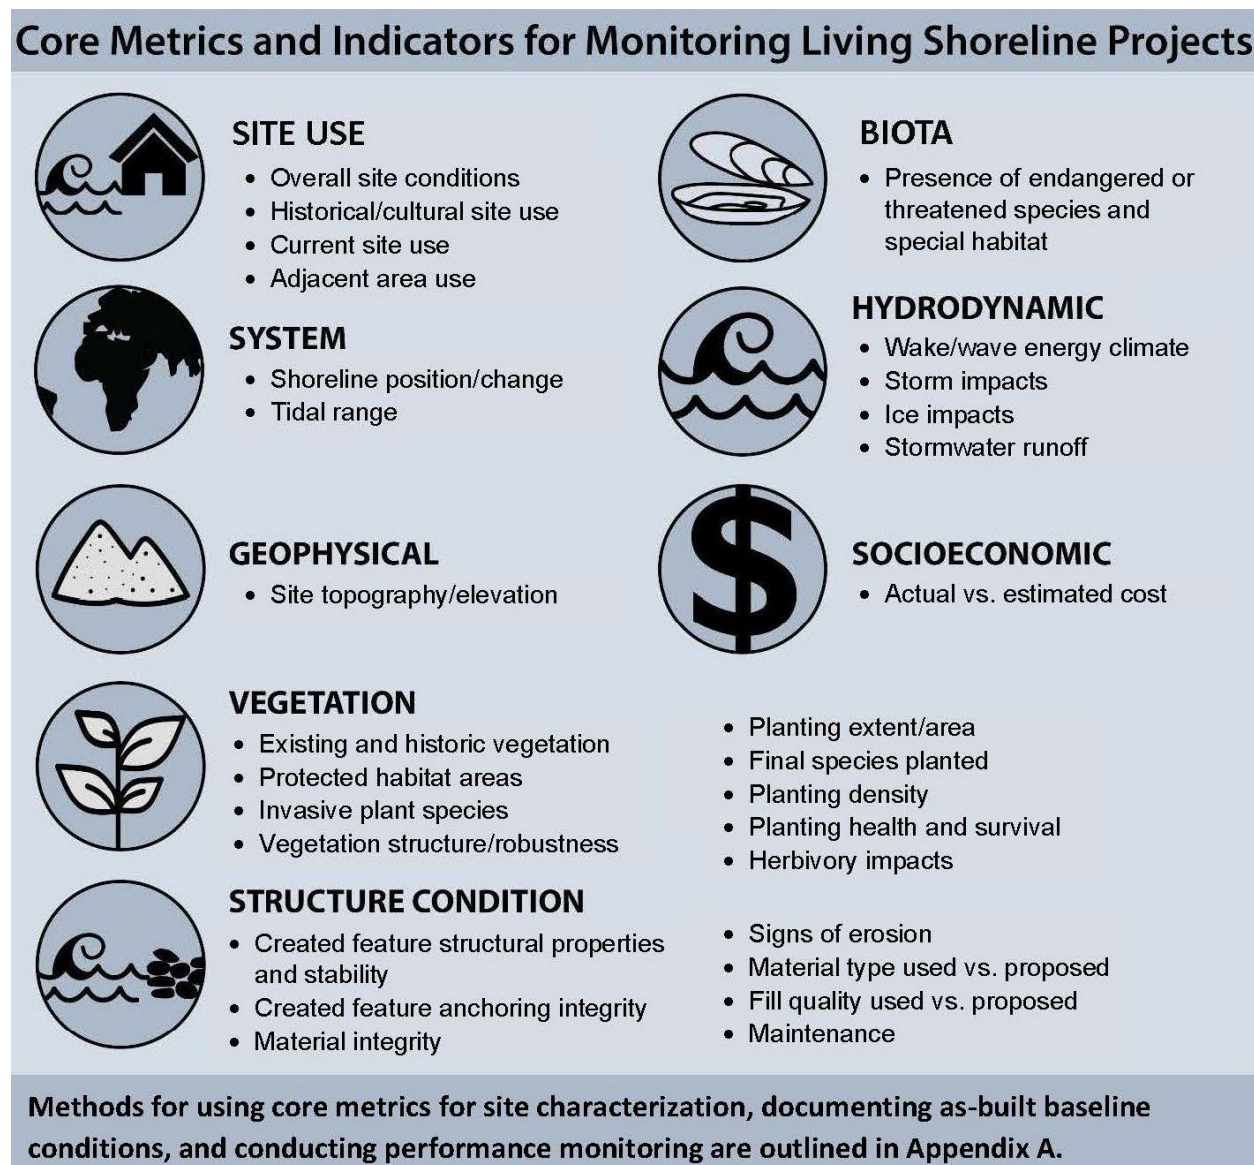 Core Metrics and Indicators for Monitoring Living Shoreline Projects
SITE USE
• Overall site conditions
• Historical/cultural site use
• Current site use
• Adjacent area use
SYSTEM
• Shoreline position/change
• Tidal range
GEOPHYSICAL
• Site topography/elevation
BIOTA
• Presence of endangered or
threatened species and
special habitat
HYDRODYNAMIC
• Wake/wave energy climate
• Storm impacts
• Ice impacts
• Stormwater runoff
SOCIOECONOMIC
• Actual vs. estimated cost
VEGETATION
• Existing and historic vegetation
• Protected habitat areas
• Invasive plant species
• Vegetation structure/robustness
• Planting extent/area
• Final species planted
• Planting density
• Planting health and survival
• Herbivory impacts
STRUCTURE CONDITION
• Created feature structural properties
and stability
• Created feature anchoring integrity
• Material integrity
• Signs of erosion
• Material type used vs. proposed
• Fill quality used vs. proposed
• Maintenance
Methods for using core metrics for site characterization, documenting as-built baseline
conditions, and conducting performance monitoring are outlined in Appendix A.